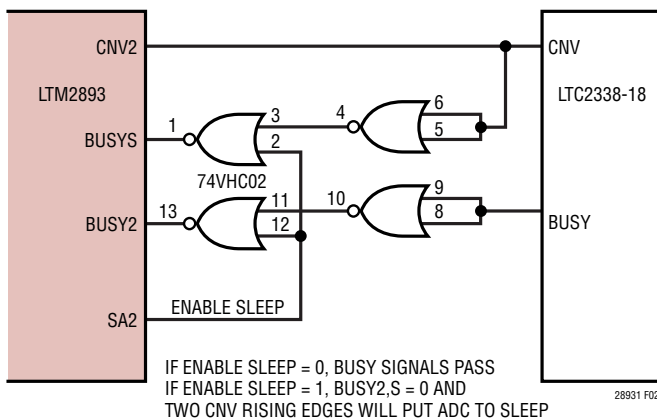 CNV2
CNV
LTM2893
LTC2338-18
6
4
3
5
1
2
BUSYS
74VHC02
9
11
10
13
8
12
BUSY2
BUSY
ENABLE SLEEP
SA2
IF ENABLE SLEEP = 0, BUSY SIGNALS PASS
IF ENABLE SLEEP = 1, BUSY2,S = 0 AND
TWO CNV RISING EDGES WILL PUT ADC TO SLEEP
28931 F02